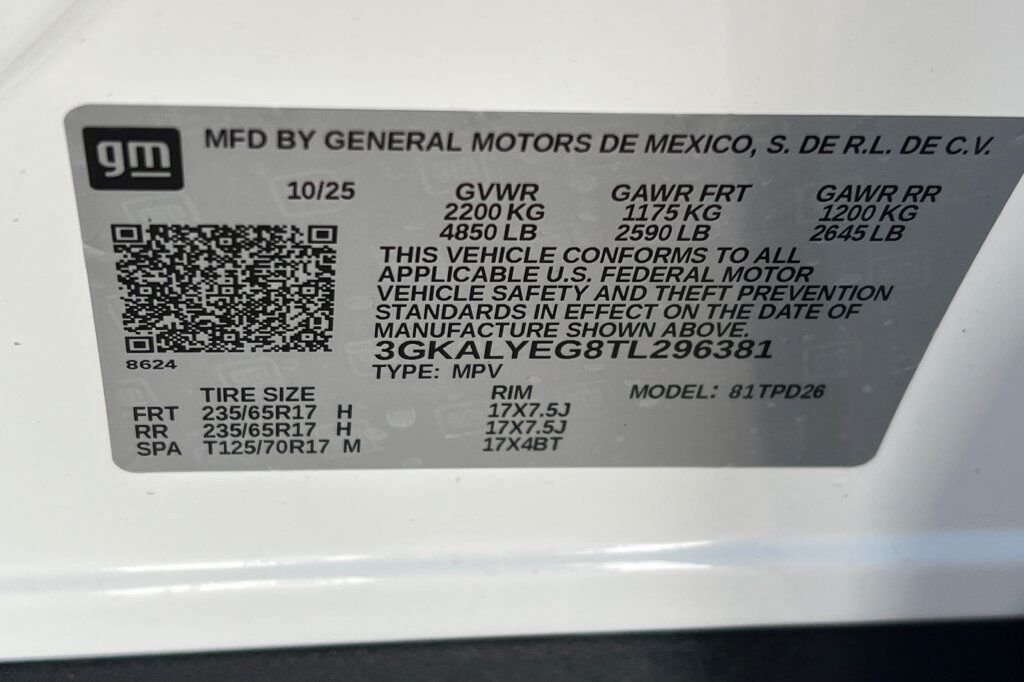 gm
MFD BY GENERAL MOTORS DE MEXICO, S. DE R.L. DE C.V.
10/25 GVWR GAWR FRT GAWR RR
2200 KG 1175 KG 1200 KG
4850 LB 2590 LB 2645 LB
THIS VEHICLE CONFORMS TO ALL
APPLICABLE U.S. FEDERAL MOTOR
VEHICLE SAFETY AND THEFT PREVENTION
STANDARDS IN EFFECT ON THE DATE OF
MANUFACTURE SHOWN ABOVE.
3GKALYEG8TL296381
8624
TYPE: MPV
TIRE SIZE RIM MODEL: 81TPD26
FRT 235/65R17 H 17X7.5J
RR 235/65R17 H 17X7.5J
SPA T125/70R17 M 17X4BT